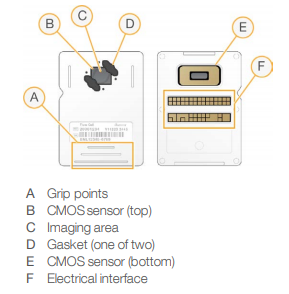 B
C
D
E
F
A
A Grip points
B CMOS sensor (top)
C Imaging area
D Gasket (one of two)
E CMOS sensor (bottom)
F Electrical interface